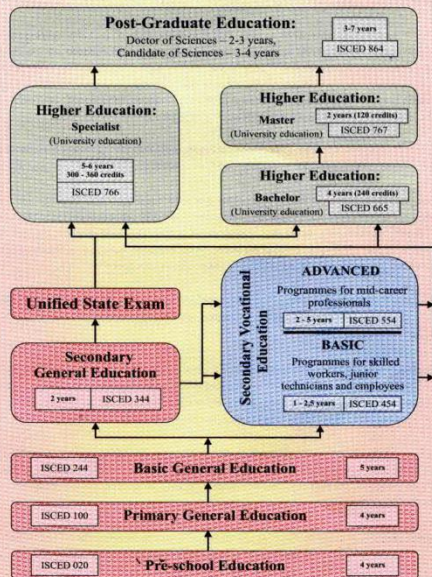 Post-Graduate Education:
Doctor of Sciences – 2-3 years,
Candidate of Sciences – 3-4 years
3-7 years
ISCED 864
Higher Education:
Specialist
(University education)
5-6 years
300 - 360 credits
ISCED 766
Higher Education:
Master
(University education)
2 years (120 credits)
ISCED 767
Higher Education:
Bachelor
(University education)
4 years (240 credits)
ISCED 665
Unified State Exam
Secondary
General Education
2 years
ISCED 344
Secondary Vocational
Education
ADVANCED
Programmes for mid-career
professionals
2 - 5 years
ISCED 554
BASIC
Programmes for skilled
workers, junior
technicians and employees
1 - 2,5 years
ISCED 454
ISCED 244
Basic General Education
5 years
ISCED 100
Primary General Education
4 years
ISCED 020
Pre-school Education
4 years